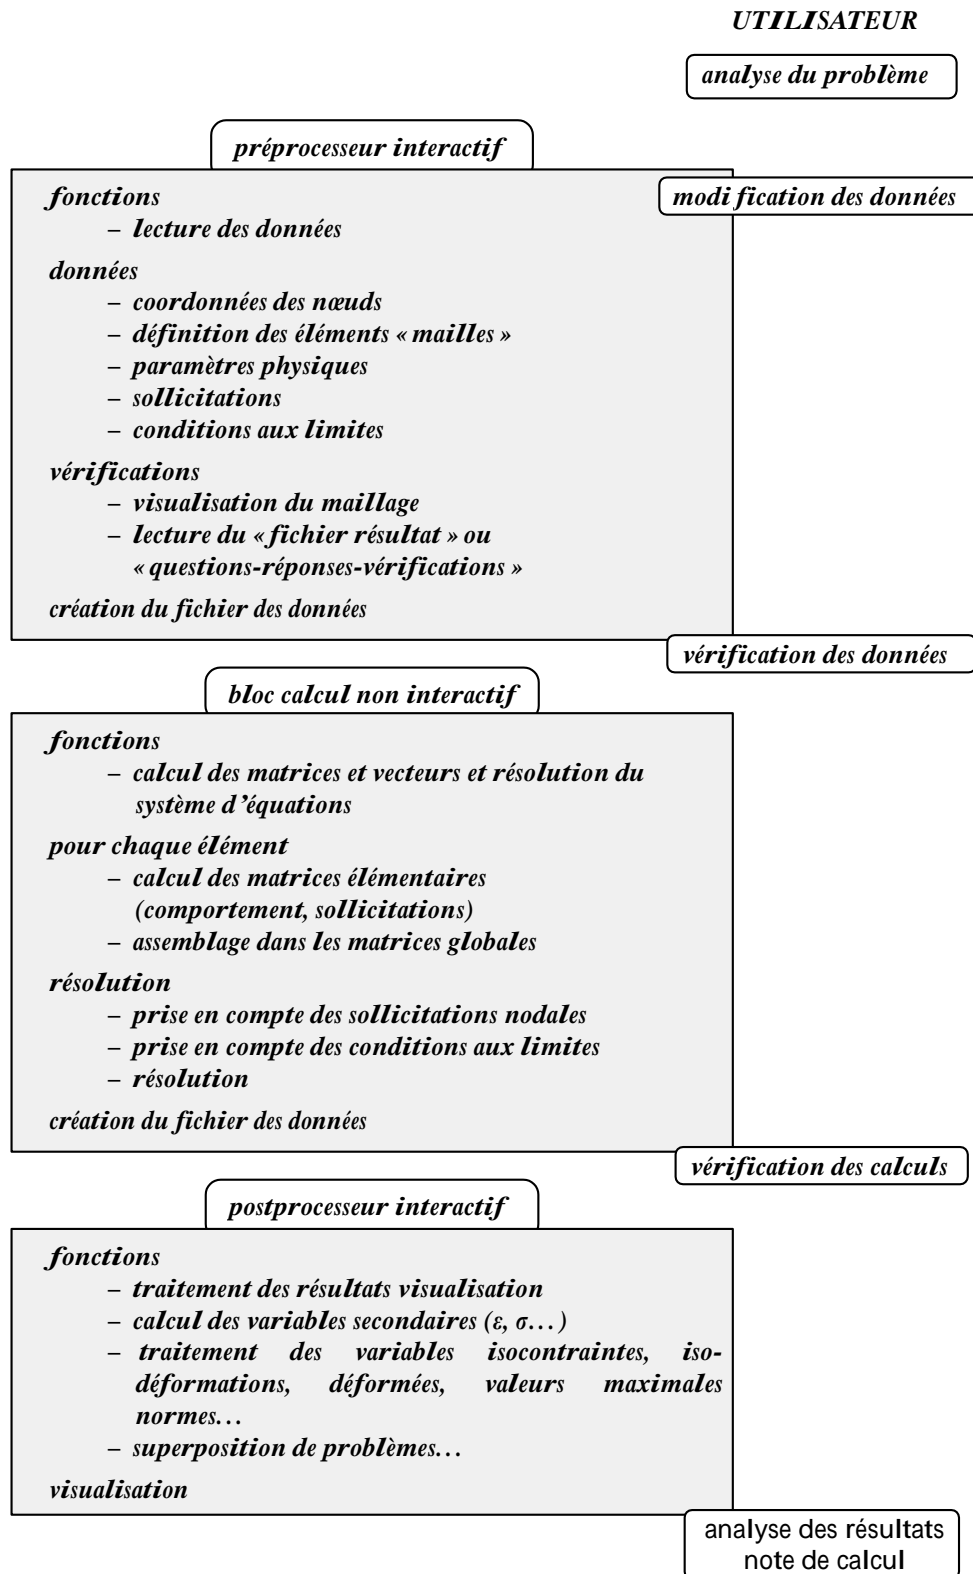 UTILISATEUR
analyse du problème
préprocesseur interactif
modi fication des données
fonctions
– lecture des données
données
– coordonnées des nœuds
– définition des éléments « mailles »
– paramètres physiques
– sollicitations
– conditions aux limites
vérifications
– visualisation du maillage
– lecture du « fichier résultat » ou
« questions-réponses-vérifications »
création du fichier des données
vérification des données
bloc calcul non interactif
fonctions
– calcul des matrices et vecteurs et résolution du
système d’équations
pour chaque élément
– calcul des matrices élémentaires
(comportement, sollicitations)
– assemblage dans les matrices globales
résolution
– prise en compte des sollicitations nodales
– prise en compte des conditions aux limites
– résolution
création du fichier des données
vérification des calculs
postprocesseur interactif
fonctions
– traitement des résultats visualisation
– calcul des variables secondaires (ε, σ…)
– traitement des variables isocontraintes, iso-
déformations, déformées, valeurs maximales
normes…
– superposition de problèmes…
visualisation
analyse des résultats
note de calcul